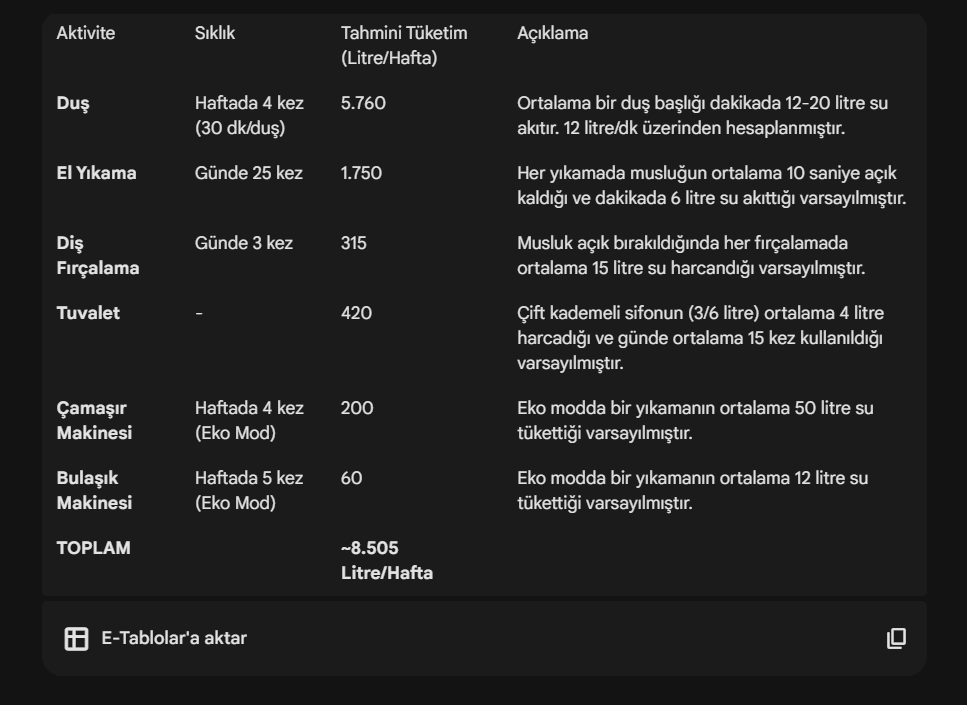 Aktivite Sıklık Tahmini Tüketim Açıklama
(Litre/Hafta)
Duş Haftada 4 kez 5.760 Ortalama bir duş başlığı dakikada 12-20 litre su
(30 dk/duş) akıtır. 12 litre/dk üzerinden hesaplanmıştır.
El Yıkama Günde 25 kez 1.750 Her yıkamada musluğun ortalama 10 saniye açık
kaldığı ve dakikada 6 litre su akıttığı varsayılmıştır.
Diş Günde 3 kez 315 Musluk açık bırakıldığında her fırçalamada
Fırçalama ortalama 15 litre su harcandığı varsayılmıştır.
Tuvalet - 420 Çift kademeli sifonun (3/6 litre) ortalama 4 litre
harcadığı ve günde ortalama 15 kez kullanıldığı
varsayılmıştır.
Çamaşır Haftada 4 kez 200 Eko modda bir yıkamanın ortalama 50 litre su
Makinesi (Eko Mod) tükettiği varsayılmıştır.
Bulaşık Haftada 5 kez 60 Eko modda bir yıkamanın ortalama 12 litre su
Makinesi (Eko Mod) tükettiği varsayılmıştır.
TOPLAM ~8.505
Litre/Hafta
E-Tablolar'a aktar